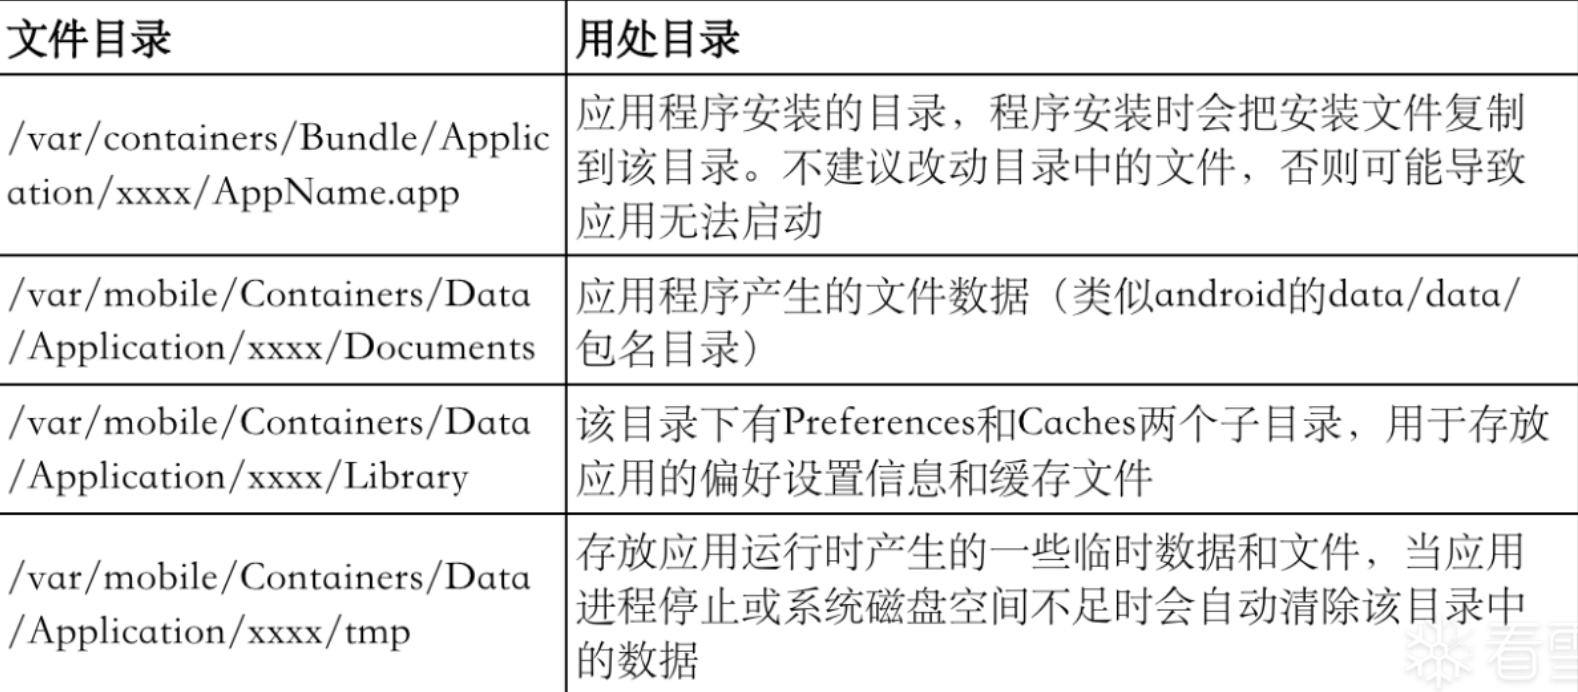 文件目录
用处目录
/var/containers/Bundle/Applic
ation/xxxx/AppName.app
应用程序安装的目录，程序安装时会把安装文件复制
到该目录。不建议改动目录中的文件，否则可能导致
应用无法启动
/var/mobile/Containers/Data
/Application/xxxx/Documents
应用程序产生的文件数据（类似android的data/data/
包名目录）
/var/mobile/Containers/Data
/Application/xxxx/Library
该目录下有Preferences和Caches两个子目录，用于存放
应用的偏好设置信息和缓存文件
/var/mobile/Containers/Data
/Application/xxxx/tmp
存放应用运行时产生的一些临时数据和文件，当应用
进程停止或系统磁盘空间不足时会自动清除该目录中
的数据
看雪